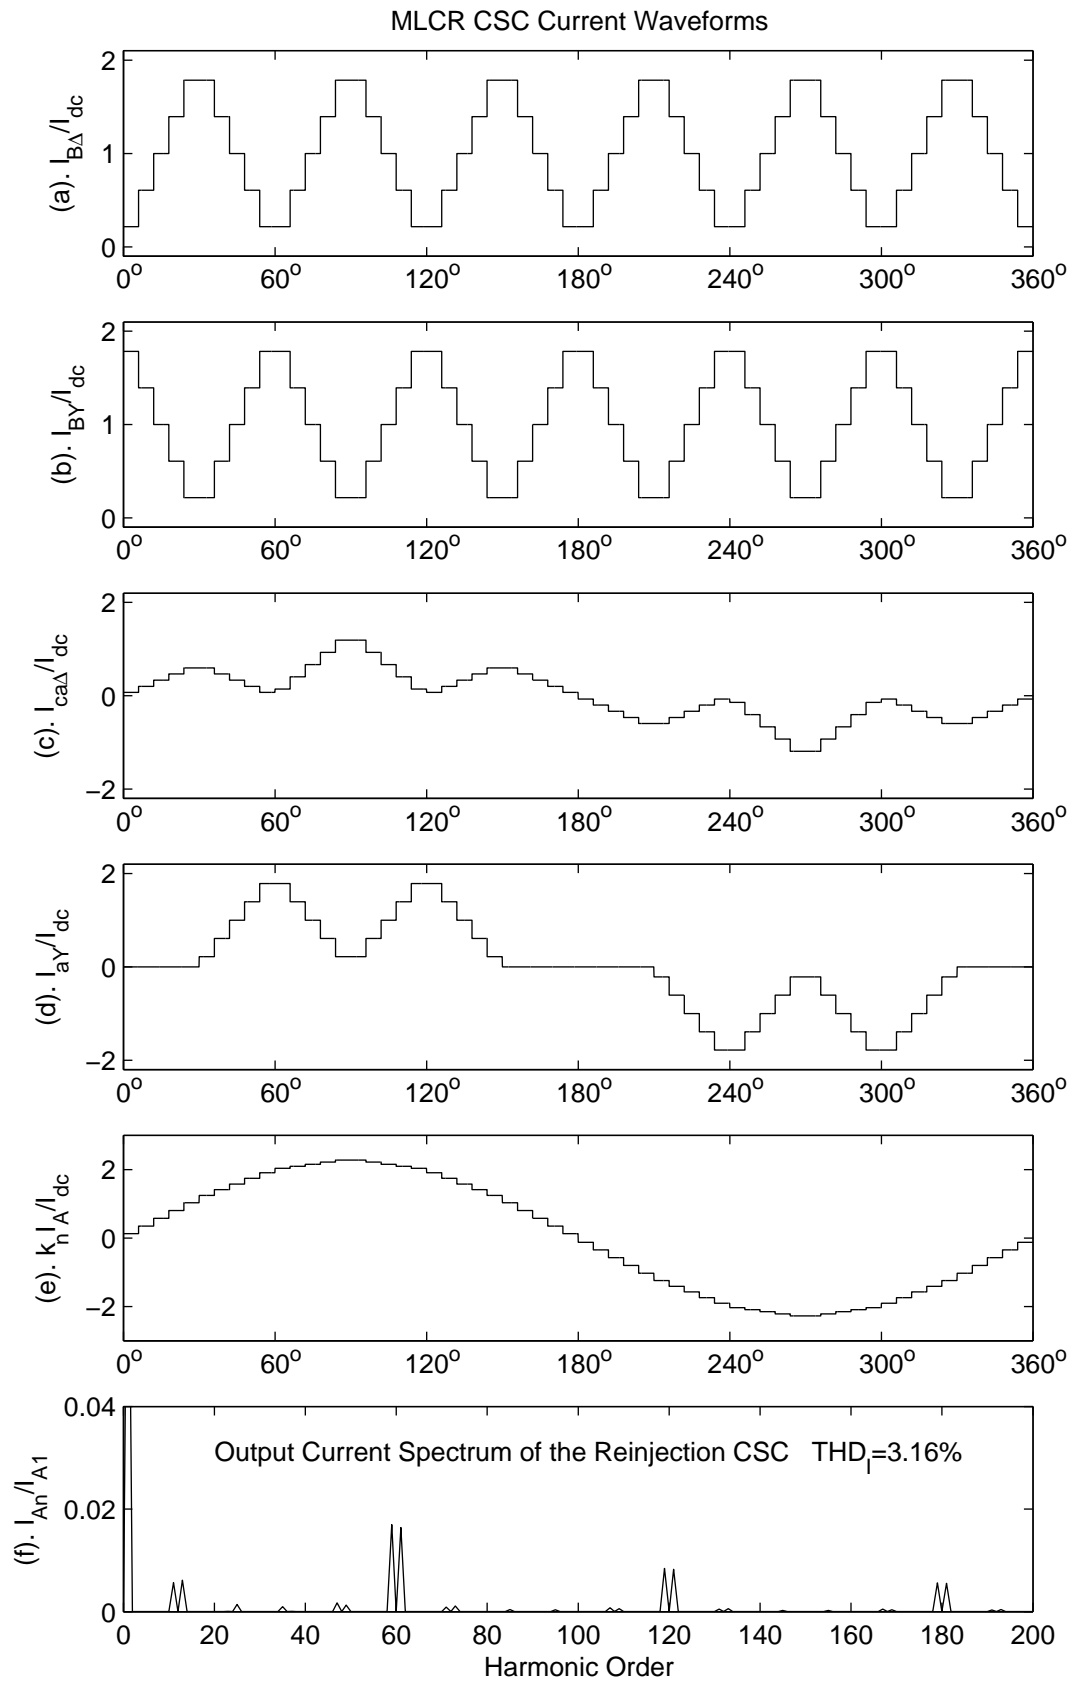 MLCR CSC Current Waveforms
(a). I_BΔ/I_dc
2
1
0
0° 60° 120° 180° 240° 300° 360°
(b). I_BY/I_dc
2
1
0
0° 60° 120° 180° 240° 300° 360°
(c). I_caΔ/I_dc
2
0
−2
0° 60° 120° 180° 240° 300° 360°
(d). I_aY/I_dc
2
0
−2
0° 60° 120° 180° 240° 300° 360°
(e). k_n I_A/I_dc
2
0
−2
0° 60° 120° 180° 240° 300° 360°
(f). I_An/I_A1
0.04
Output Current Spectrum of the Reinjection CSC THD_I=3.16%
0.02
0
0 20 40 60 80 100 120 140 160 180 200
Harmonic Order